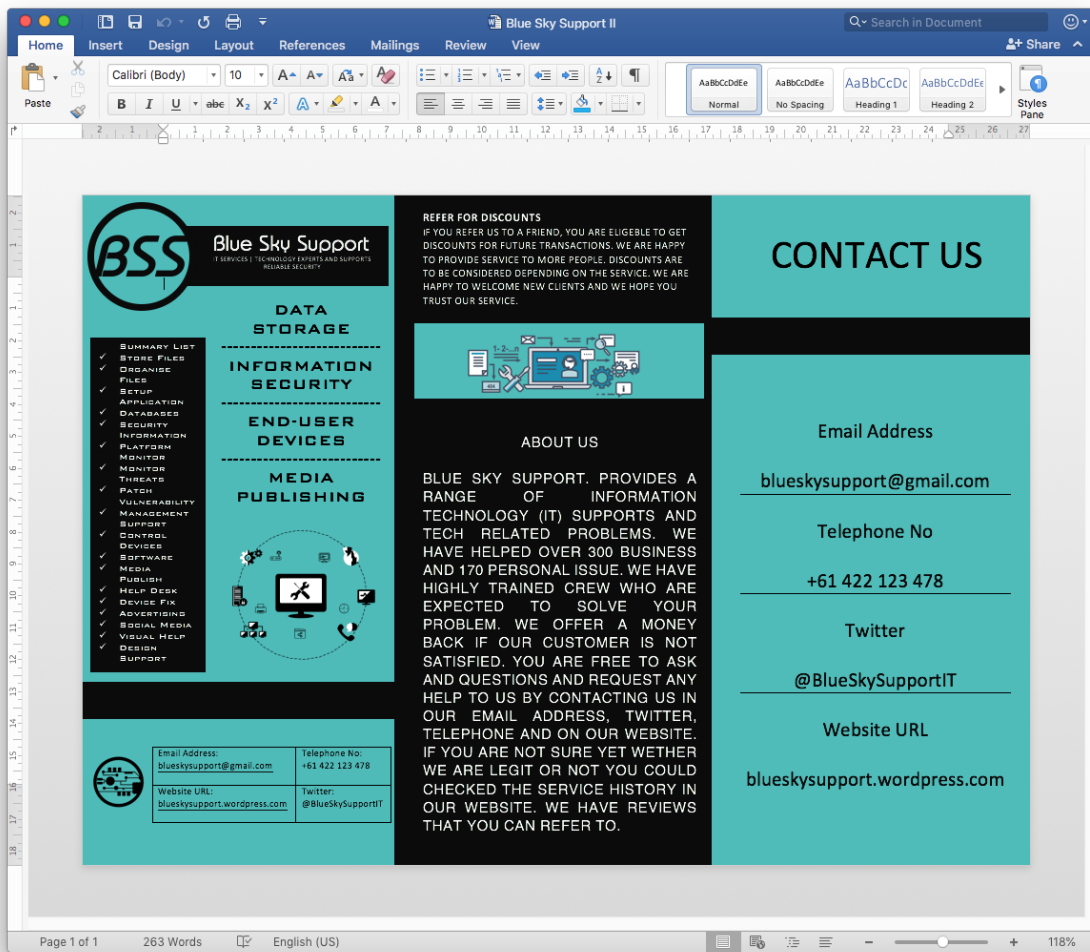 Blue Sky Support II
Search in Document
Home Insert Design Layout References Mailings Review View
Share
Paste
Calibri (Body) 10
AaBbCcDdEe AaBbCcDdEe AaBbCcDc AaBbCcDdEe
Normal No Spacing Heading 1 Heading 2
Styles
Pane
BSS
Blue Sky Support
IT SERVICES | TECHNOLOGY EXPERTS AND SUPPORTS
RELIABLE SECURITY
SUMMARY LIST
STORE FILES
ORGANISE
FILES
SETUP
APPLICATION
DATABASES
SECURITY
INFORMATION
PLATFORM
MONITOR
MONITOR
THREATS
PATCH
VULNERABILITY
MANAGEMENT
SUPPORT
CONTROL
DEVICES
SOFTWARE
MEDIA
PUBLISH
HELP DESK
DEVICE FIX
ADVERTISING
SOCIAL MEDIA
VISUAL HELP
DESIGN
SUPPORT
DATA
STORAGE
INFORMATION
SECURITY
END-USER
DEVICES
MEDIA
PUBLISHING
Email Address:
blueskysupport@gmail.com
Telephone No:
+61 422 123 478
Website URL:
blueskysupport.wordpress.com
Twitter:
@BlueSkySupportIT
REFER FOR DISCOUNTS
IF YOU REFER US TO A FRIEND, YOU ARE ELIGEBLE TO GET
DISCOUNTS FOR FUTURE TRANSACTIONS. WE ARE HAPPY
TO PROVIDE SERVICE TO MORE PEOPLE. DISCOUNTS ARE
TO BE CONSIDERED DEPENDING ON THE SERVICE. WE ARE
HAPPY TO WELCOME NEW CLIENTS AND WE HOPE YOU
TRUST OUR SERVICE.
1-2-...n
404
ABOUT US
BLUE SKY SUPPORT. PROVIDES A
RANGE OF INFORMATION
TECHNOLOGY (IT) SUPPORTS AND
TECH RELATED PROBLEMS. WE
HAVE HELPED OVER 300 BUSINESS
AND 170 PERSONAL ISSUE. WE HAVE
HIGHLY TRAINED CREW WHO ARE
EXPECTED TO SOLVE YOUR
PROBLEM. WE OFFER A MONEY
BACK IF OUR CUSTOMER IS NOT
SATISFIED. YOU ARE FREE TO ASK
AND QUESTIONS AND REQUEST ANY
HELP TO US BY CONTACTING US IN
OUR EMAIL ADDRESS, TWITTER,
TELEPHONE AND ON OUR WEBSITE.
IF YOU ARE NOT SURE YET WETHER
WE ARE LEGIT OR NOT YOU COULD
CHECKED THE SERVICE HISTORY IN
OUR WEBSITE. WE HAVE REVIEWS
THAT YOU CAN REFER TO.
CONTACT US
Email Address
blueskysupport@gmail.com
Telephone No
+61 422 123 478
Twitter
@BlueSkySupportIT
Website URL
blueskysupport.wordpress.com
Page 1 of 1 263 Words English (US) 118%